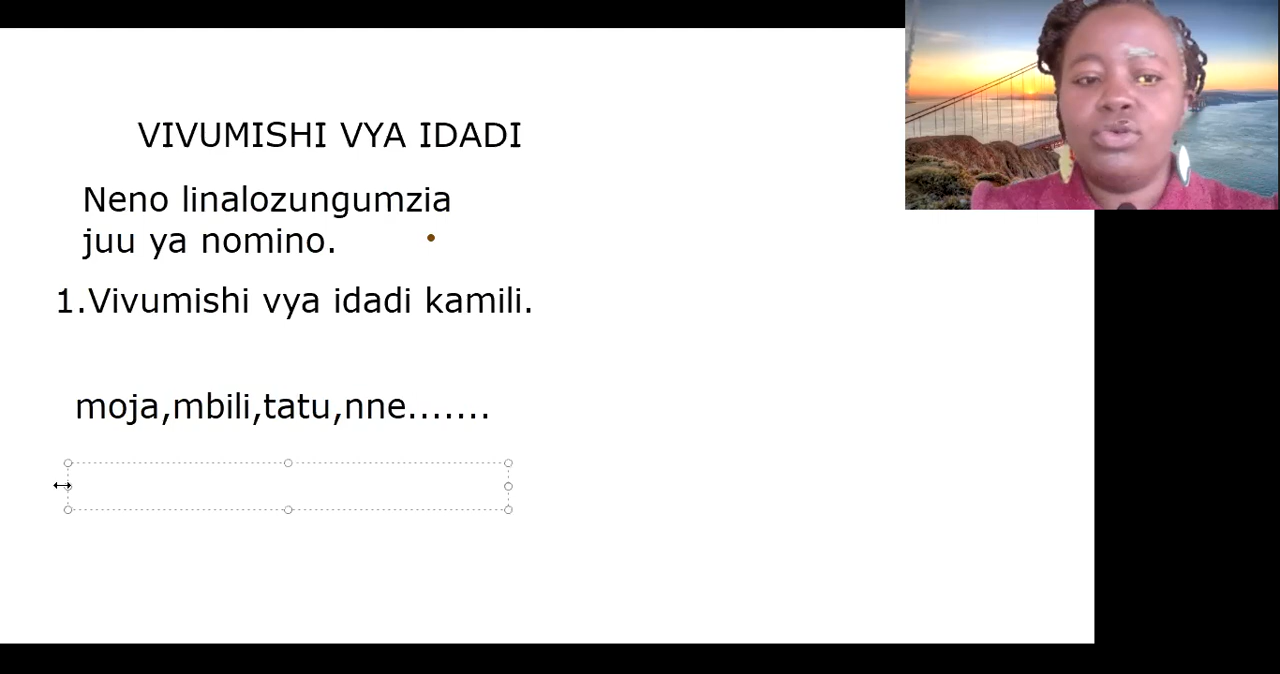 VIVUMISHI VYA IDADI
Neno linalozungumzia
juu ya nomino.
1.Vivumishi vya idadi kamili.
moja,mbili,tatu,nne.......